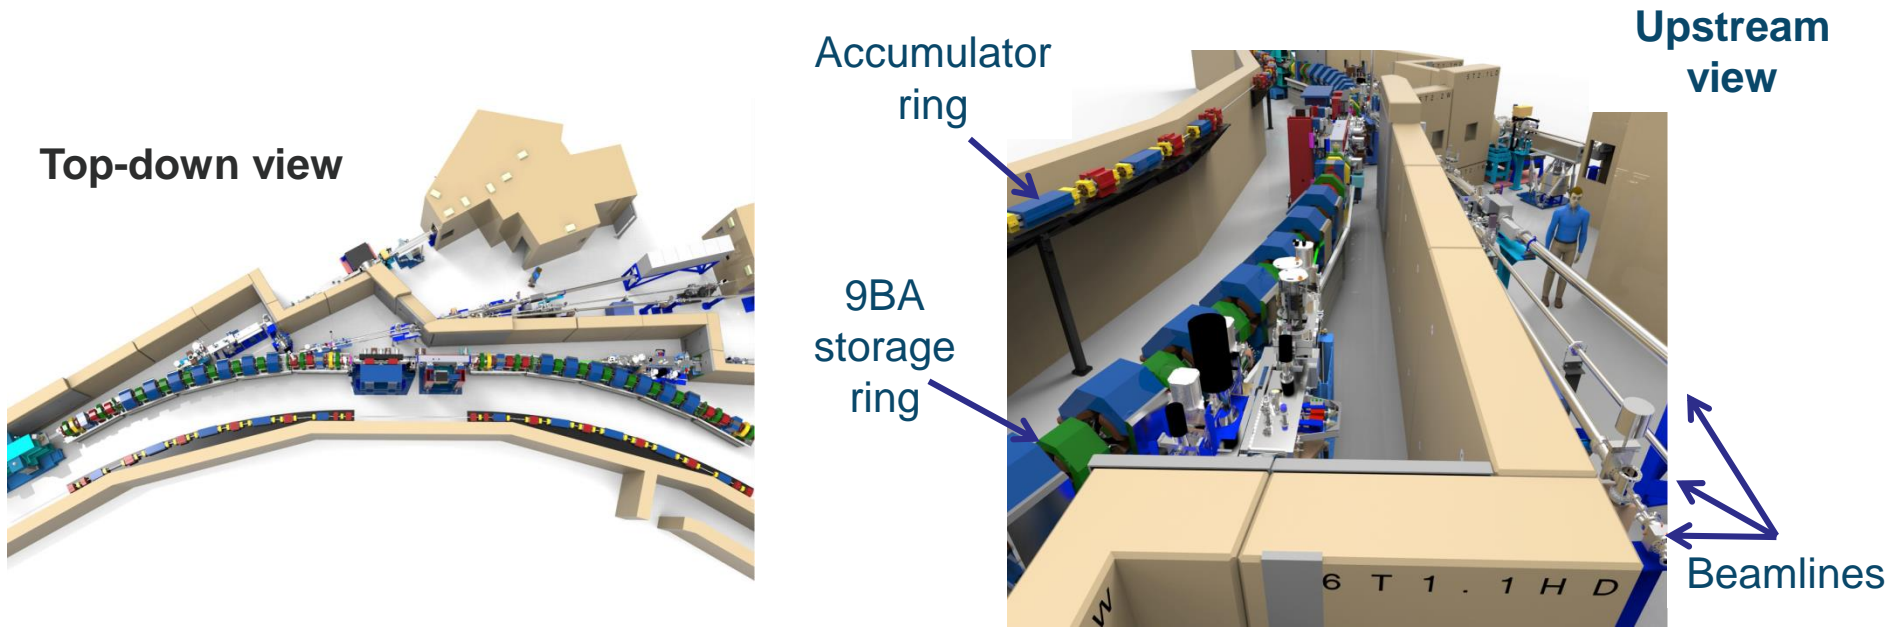 Top-down view
Accumulator
ring
9BA
storage
ring
Upstream
view
Beamlines
6 T 1 . 1 H D